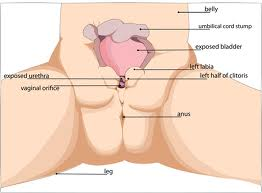 belly
umbilical cord stump
exposed bladder
left labia
exposed urethra
left half of clitoris
vaginal orifice
anus
leg